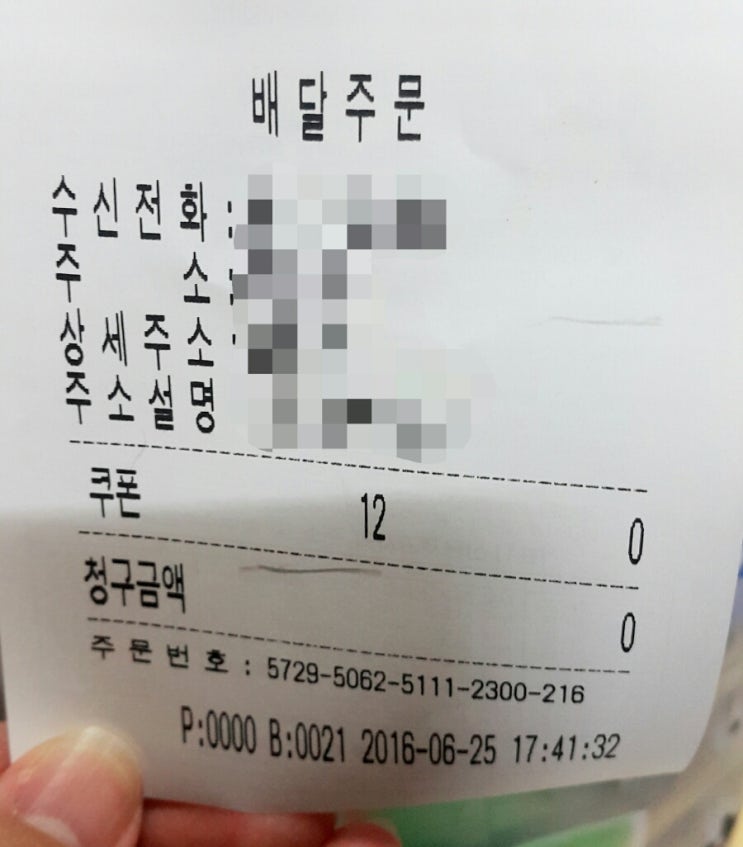 배달주문
수신전화 :
주 소 :
상세주소 :
주소설명
쿠폰 12 0
청구금액 0
주문번호 : 5729-5062-5111-2300-216
P:0000 B:0021 2016-06-25 17:41:32